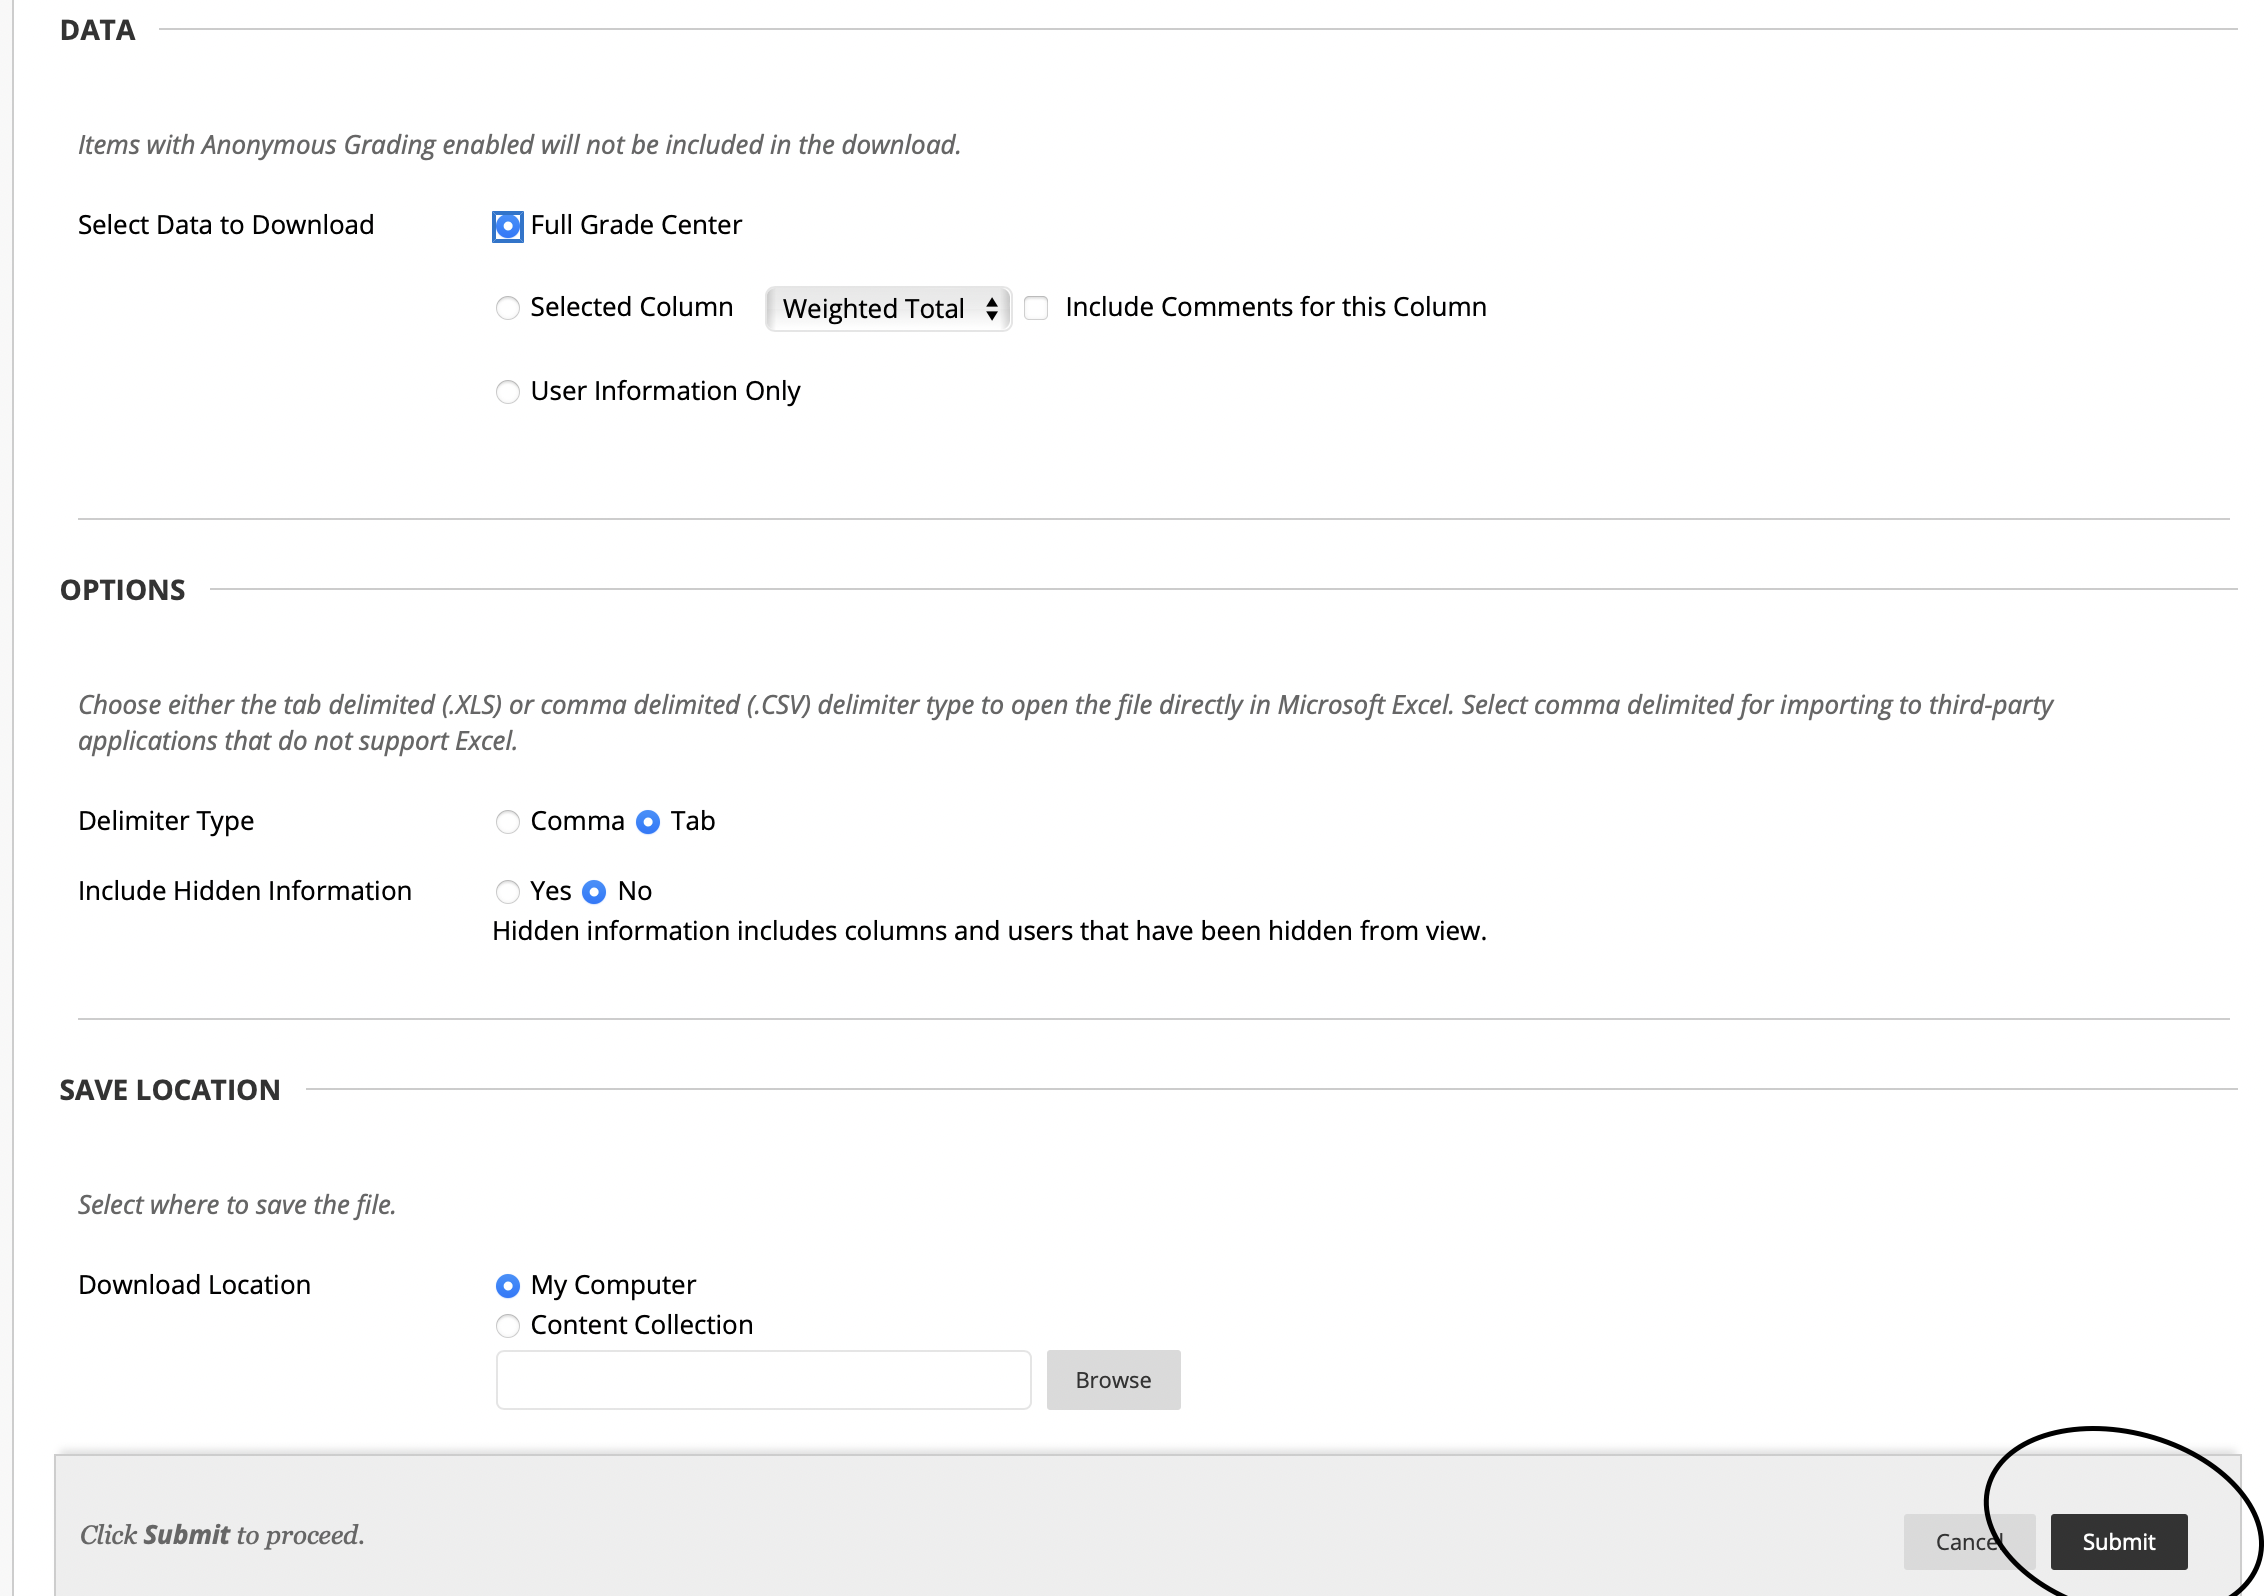 DATA
Items with Anonymous Grading enabled will not be included in the download.
Select Data to Download Full Grade Center
Selected Column Weighted Total Include Comments for this Column
User Information Only
OPTIONS
Choose either the tab delimited (.XLS) or comma delimited (.CSV) delimiter type to open the file directly in Microsoft Excel. Select comma delimited for importing to third-party
applications that do not support Excel.
Delimiter Type Comma Tab
Include Hidden Information Yes No
Hidden information includes columns and users that have been hidden from view.
SAVE LOCATION
Select where to save the file.
Download Location My Computer
Content Collection
Browse
Click Submit to proceed. Cancel Submit